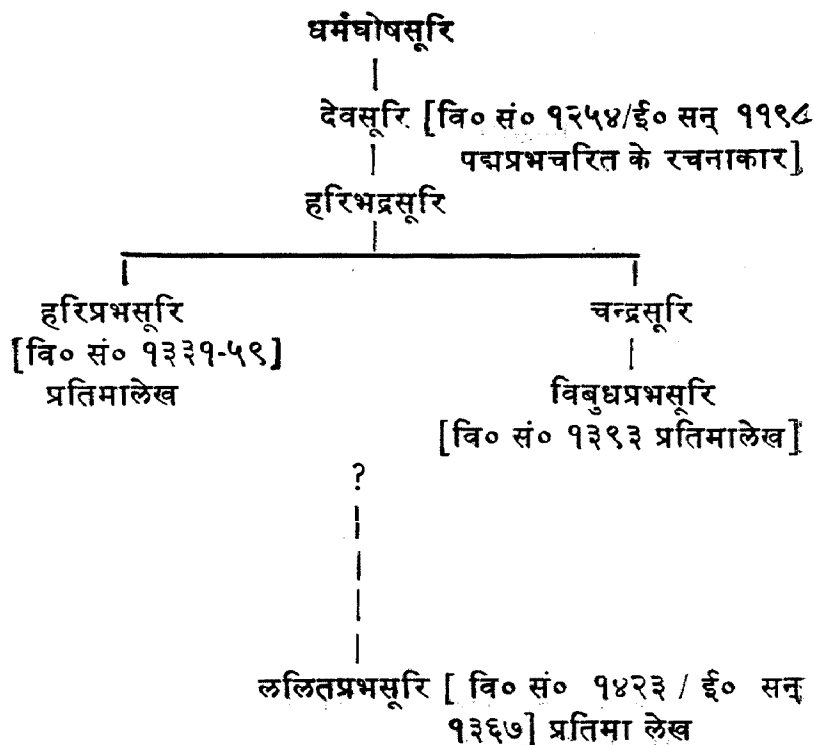 धर्मघोषसूरि
देवसूरि [वि० सं० १२५४/ई० सन् ११९८
पद्मप्रभचरित के रचनाकार]
हरिभद्रसूरि
हरिप्रभसूरि
[वि० सं० १३३१-५९]
प्रतिमालेख
चन्द्रसूरि
विबुधप्रभसूरि
[वि० सं० १३९३ प्रतिमालेख]
?
ललितप्रभसूरि [ वि० सं० १४२३ / ई० सन्
१३६७] प्रतिमा लेख